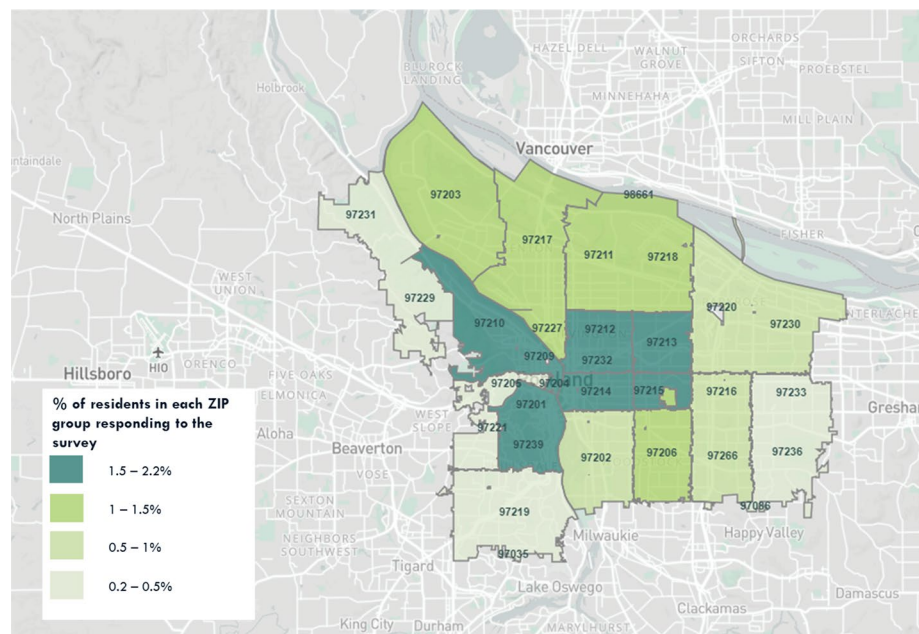 ORCHARDS
HAZEL DELL
WALNUT
GROVE
SIFTON
PROEBSTEL
BLUROCK
LANDING
Holbrook
MINNEHAHA
MILL PLAIN
Vancouver
ntaindale
98661
97203
North Plains
97231
FISHER
97217
97211
97218
WEST
UNION
97229
97220
NTERLACHE
97210
97227
97212
97230
HIO
ORENCO
97209
97232
97213
Hillsboro
FIVE OAKS
97204
and
ELMONICA
97201
97214
97215
97216
97233
Gresha
WEST
SLOPE
97221
Aloha
Beaverton
97239
97202
97206
97266
97236
VOSE
SEXTON
MOUNTAIN
97219
97086
NEIGHBORS
SOUTHWEST
Milwaukie
Happy Valley
97035
Tigard
Lake Oswego
Damascus
King City
Durham
MARYLHURST
Clackamas
% of residents in each ZIP
group responding to the
survey
1.5 – 2.2%
1 – 1.5%
0.5 – 1%
0.2 – 0.5%